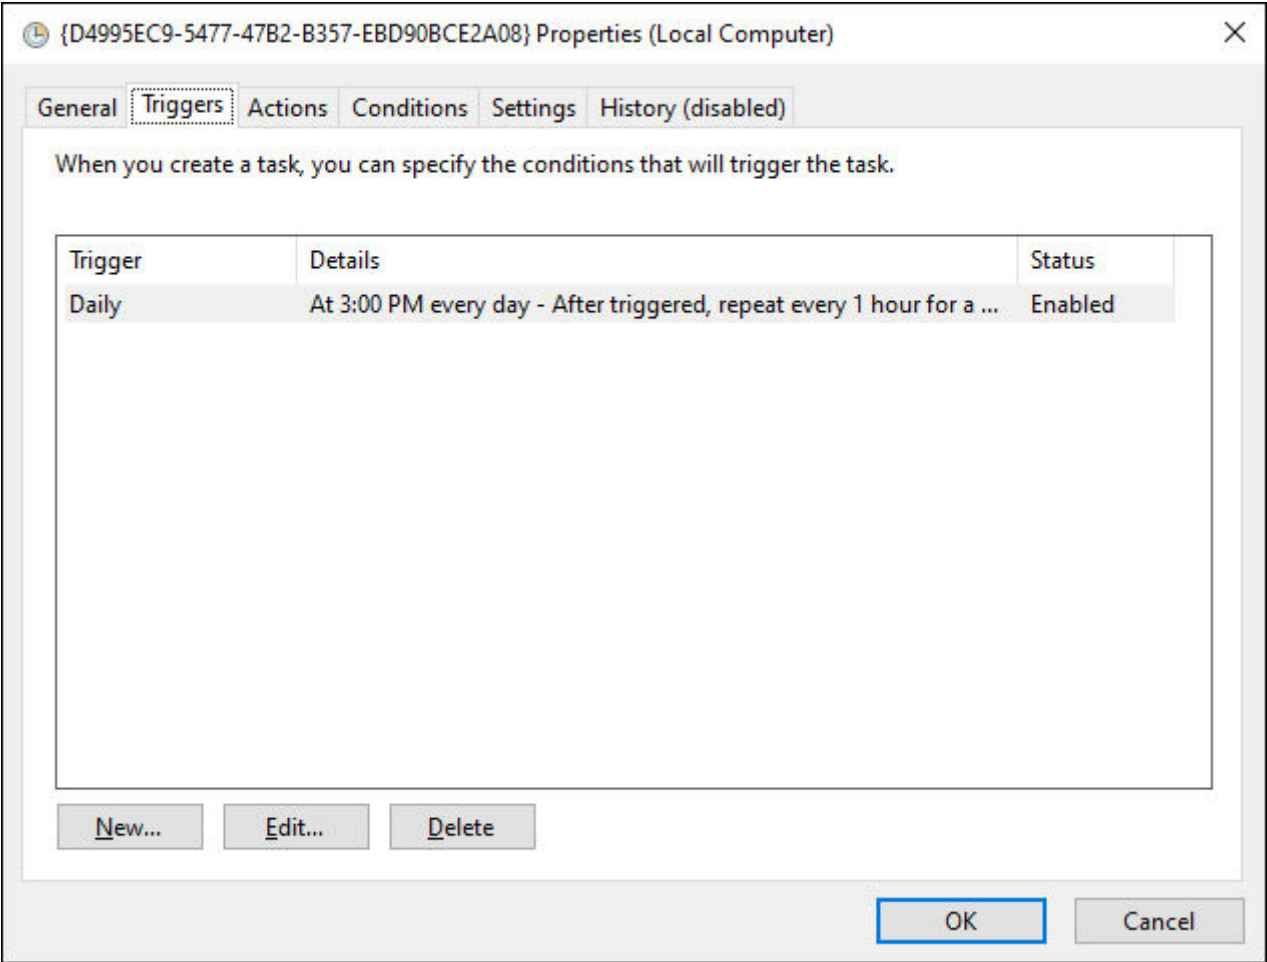 {D4995EC9-5477-47B2-B357-EBD90BCE2A08} Properties (Local Computer)
General Triggers Actions Conditions Settings History (disabled)
When you create a task, you can specify the conditions that will trigger the task.
Trigger Details Status
Daily At 3:00 PM every day - After triggered, repeat every 1 hour for a ... Enabled
New... Edit... Delete
OK Cancel